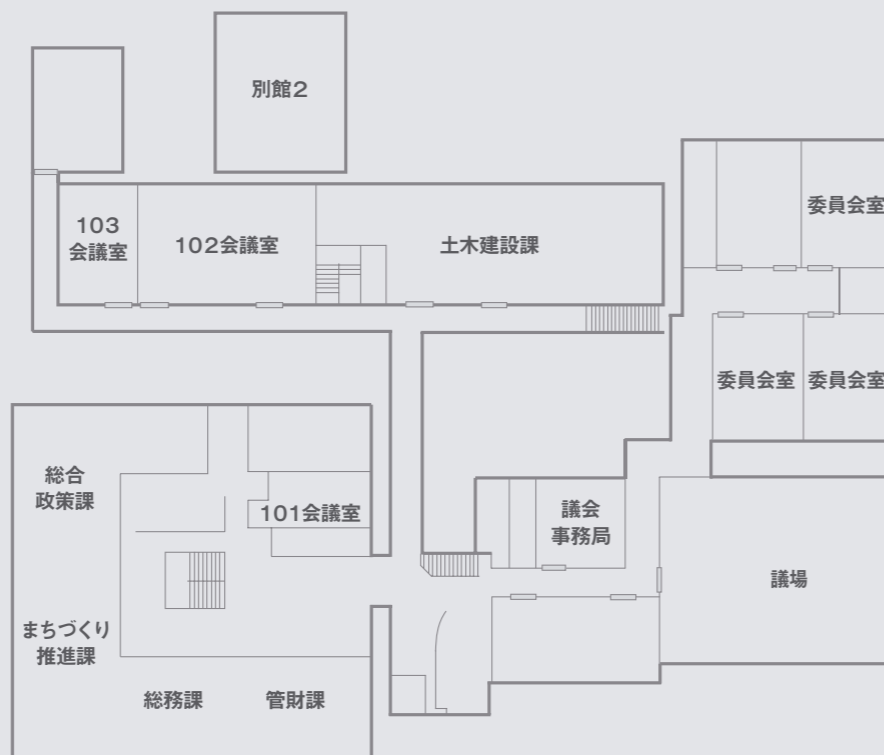 別館2
103
会議室
102会議室
土木建設課
委員会室
委員会室
委員会室
総合
政策課
101会議室
議会
事務局
議場
まちづくり
推進課
総務課
管財課